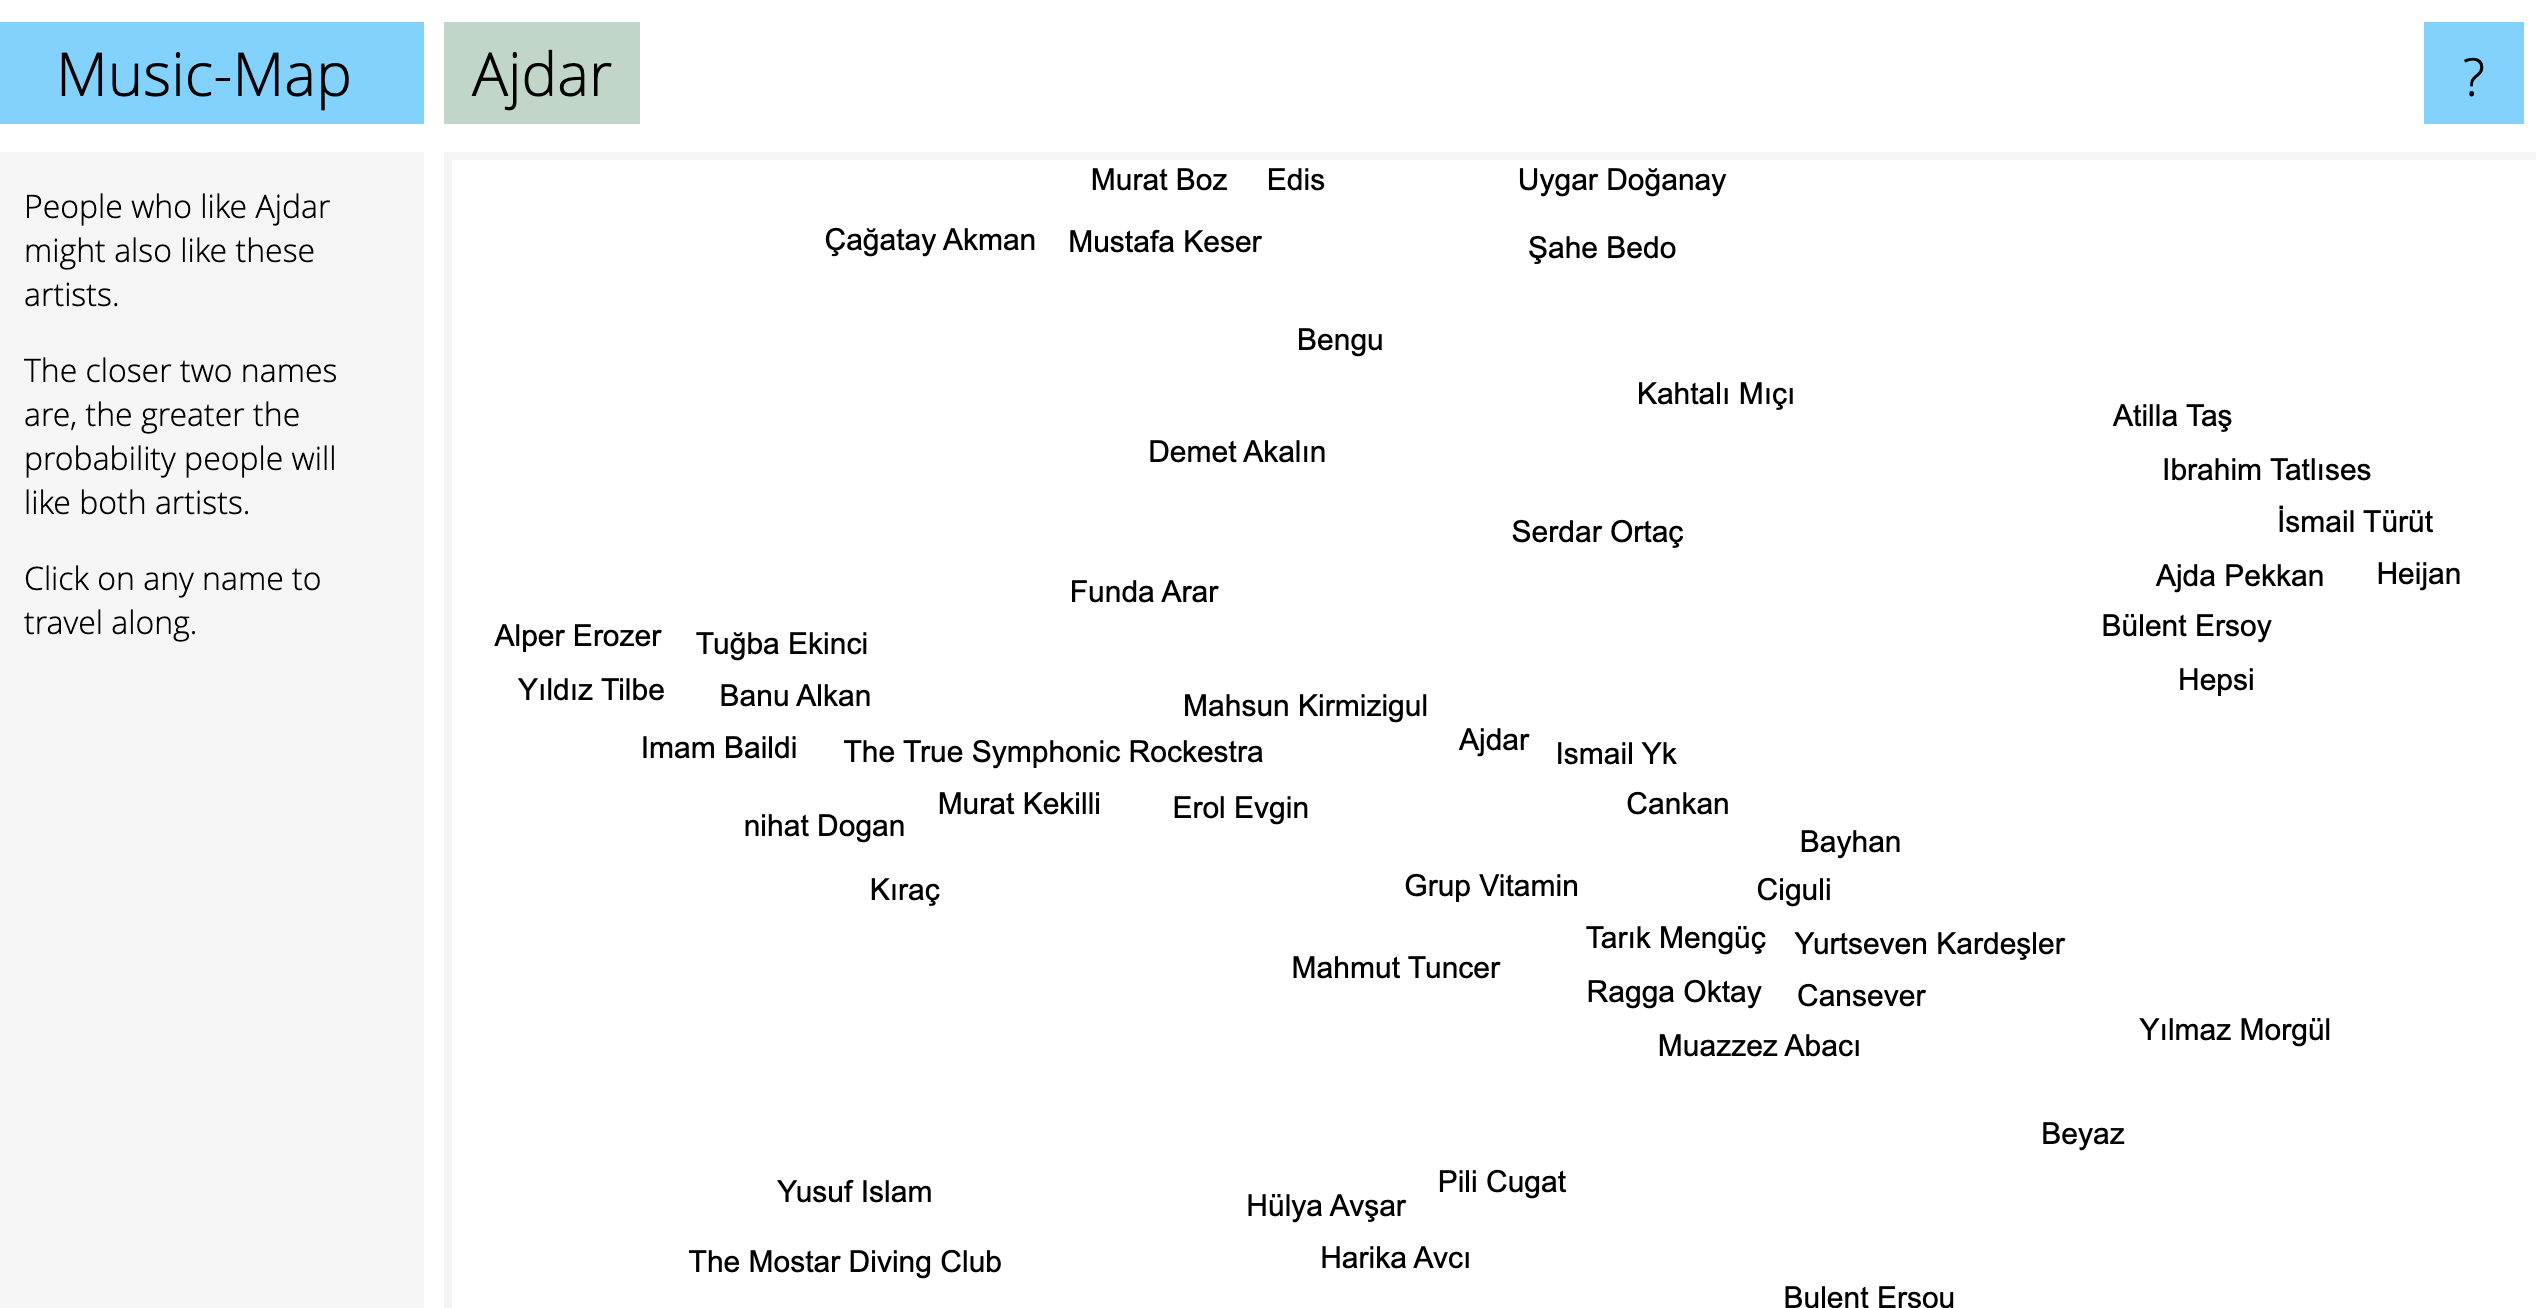 Music-Map
Ajdar
?
People who like Ajdar
might also like these
artists.
The closer two names
are, the greater the
probability people will
like both artists.
Click on any name to
travel along.
Murat Boz
Edis
Uygar Doğanay
Çağatay Akman
Mustafa Keser
Şahe Bedo
Bengu
Kahtalı Mıçı
Atilla Taş
Demet Akalın
Ibrahim Tatlıses
İsmail Türüt
Serdar Ortaç
Ajda Pekkan
Heijan
Funda Arar
Bülent Ersoy
Alper Erozer
Tuğba Ekinci
Hepsi
Yıldız Tilbe
Banu Alkan
Mahsun Kirmizigul
Ajdar
Imam Baildi
The True Symphonic Rockestra
Ismail Yk
Murat Kekilli
Erol Evgin
Cankan
nihat Dogan
Bayhan
Kıraç
Grup Vitamin
Ciguli
Tarık Mengüç
Yurtseven Kardeşler
Mahmut Tuncer
Ragga Oktay
Cansever
Yılmaz Morgül
Muazzez Abacı
Beyaz
Yusuf Islam
Pili Cugat
Hülya Avşar
The Mostar Diving Club
Harika Avcı
Bulent Ersou